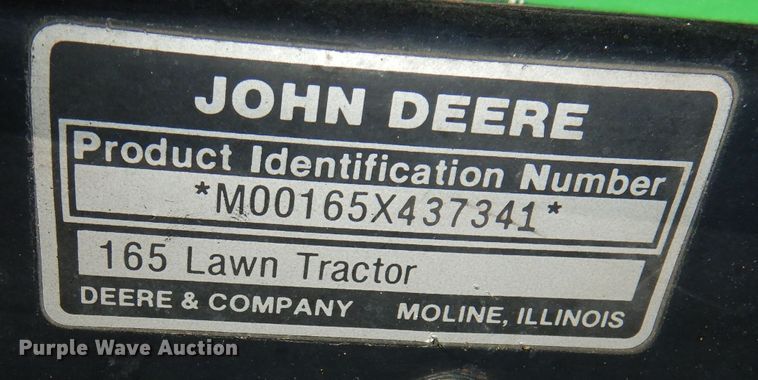 JOHN DEERE
Product Identification Number
*M00165X437341*
165 Lawn Tractor
DEERE & COMPANY MOLINE, ILLINOIS
Purple Wave Auction